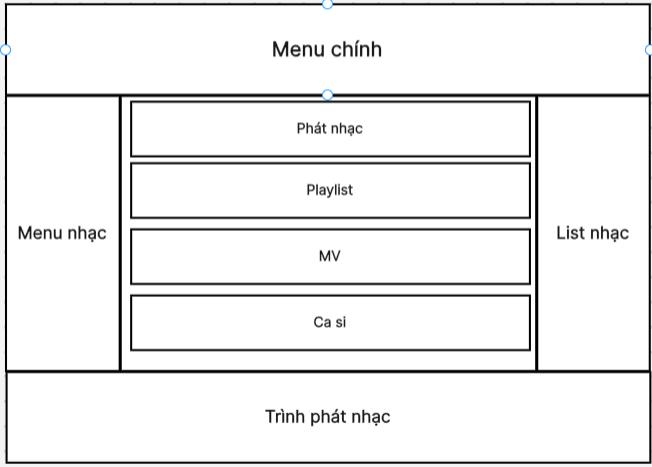 Menu chính
Phát nhạc
Playlist
Menu nhạc
List nhạc
MV
Ca si
Trình phát nhạc